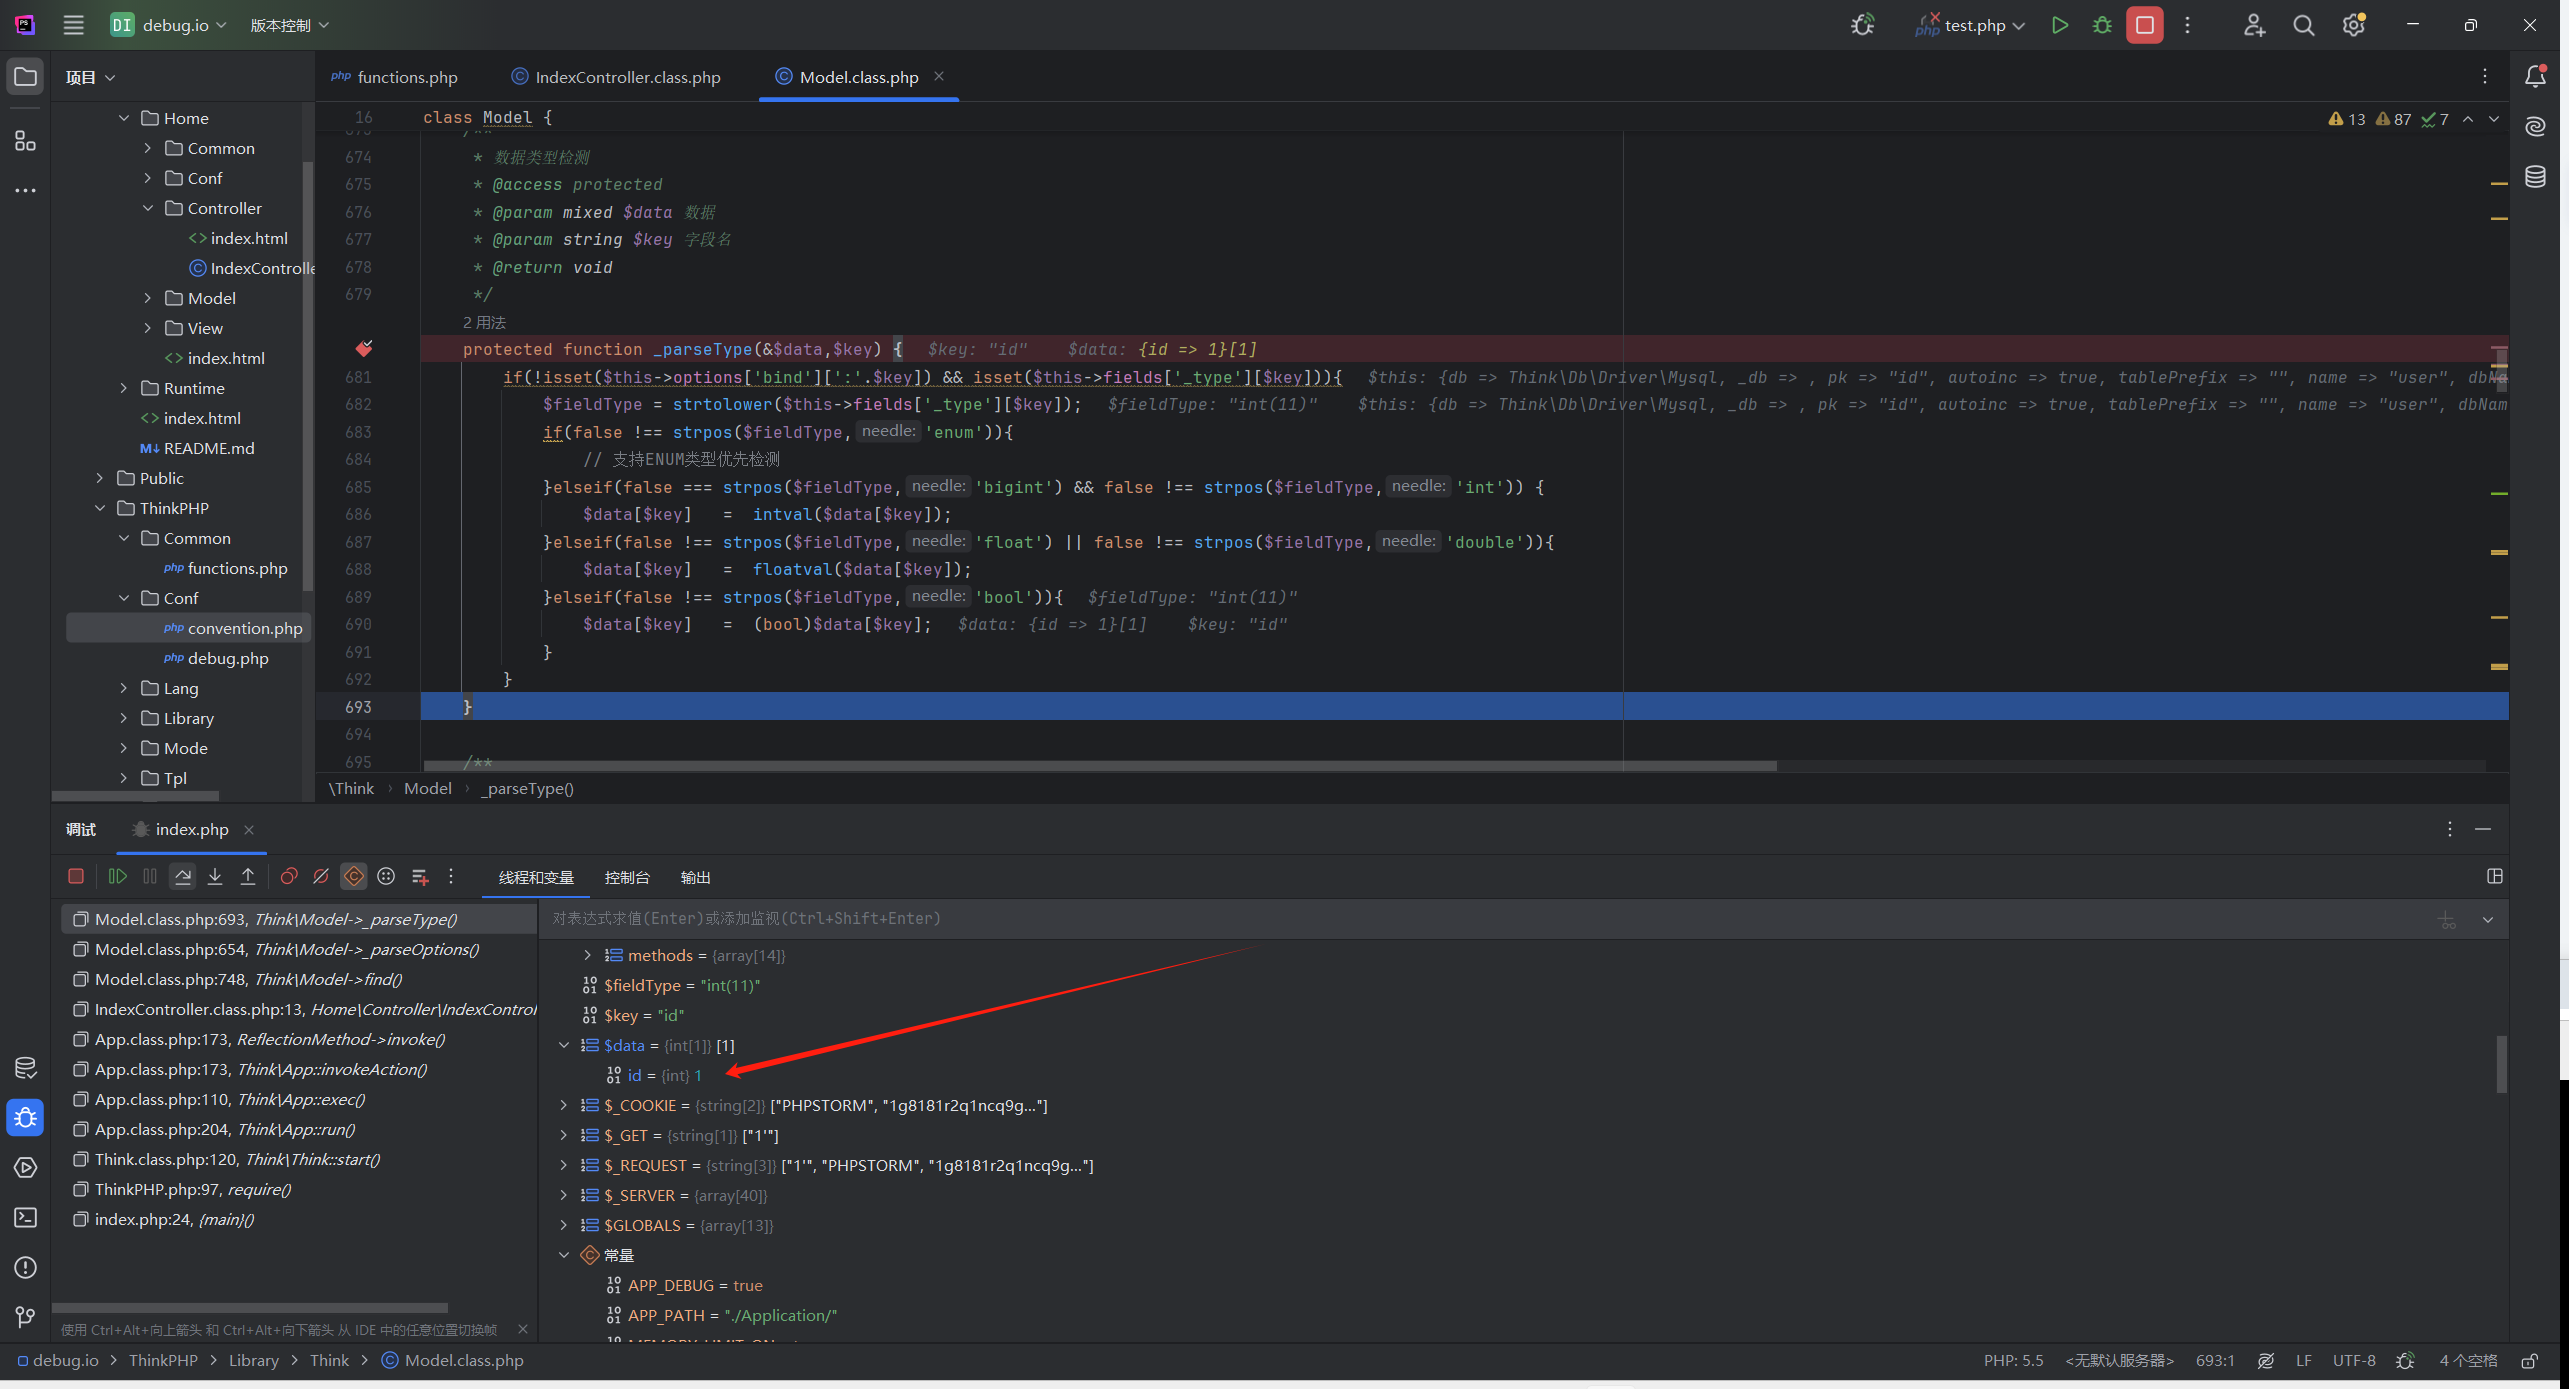 DI debug.io 版本控制 test.php
项目
functions.php IndexController.class.php Model.class.php
Home
Common
Conf
Controller
index.html
IndexControlle
Model
View
index.html
Runtime
index.html
README.md
Public
ThinkPHP
Common
functions.php
Conf
convention.php
debug.php
Lang
Library
Mode
Tpl
16 class Model {
13 87 7
674 * 数据类型检测
675 * @access protected
676 * @param mixed $data 数据
677 * @param string $key 字段名
678 * @return void
679 */
2 用法
protected function _parseType(&$data,$key) { $key: "id" $data: {id => 1}[1]
681 if(!isset($this->options['bind'][':'.$key]) && isset($this->fields['_type'][$key])){ $this: {db => Think\Db\Driver\Mysql, _db => , pk => "id", autoinc => true, tablePrefix => "", name => "user", dbNa
682 $fieldType = strtolower($this->fields['_type'][$key]); $fieldType: "int(11)" $this: {db => Think\Db\Driver\Mysql, _db => , pk => "id", autoinc => true, tablePrefix => "", name => "user", dbNam
683 if(false !== strpos($fieldType, needle: 'enum')){
684 // 支持ENUM类型优先检测
685 }elseif(false === strpos($fieldType, needle: 'bigint') && false !== strpos($fieldType, needle: 'int')) {
686 $data[$key] = intval($data[$key]);
687 }elseif(false !== strpos($fieldType, needle: 'float') || false !== strpos($fieldType, needle: 'double')){
688 $data[$key] = floatval($data[$key]);
689 }elseif(false !== strpos($fieldType, needle: 'bool')){ $fieldType: "int(11)"
690 $data[$key] = (bool)$data[$key]; $data: {id => 1}[1] $key: "id"
691 }
692 }
693 }
694
695 /**
\Think › Model › _parseType()
调试 index.php
线程和变量 控制台 输出
Model.class.php:693, Think\Model->_parseType()
Model.class.php:654, Think\Model->_parseOptions()
Model.class.php:748, Think\Model->find()
IndexController.class.php:13, Home\Controller\IndexControl
App.class.php:173, ReflectionMethod->invoke()
App.class.php:173, Think\App::invokeAction()
App.class.php:110, Think\App::exec()
App.class.php:204, Think\App::run()
Think.class.php:120, Think\Think::start()
ThinkPHP.php:97, require()
index.php:24, {main}()
使用 Ctrl+Alt+向上箭头 和 Ctrl+Alt+向下箭头 从 IDE 中的任意位置切换帧
对表达式求值(Enter)或添加监视(Ctrl+Shift+Enter)
methods = {array[14]}
$fieldType = "int(11)"
$key = "id"
$data = {int[1]} [1]
id = {int} 1
$_COOKIE = {string[2]} ["PHPSTORM", "1g8181r2q1ncq9g..."]
$_GET = {string[1]} ["1'"]
$_REQUEST = {string[3]} ["1'", "PHPSTORM", "1g8181r2q1ncq9g..."]
$_SERVER = {array[40]}
$GLOBALS = {array[13]}
常量
APP_DEBUG = true
APP_PATH = "./Application/"
debug.io > ThinkPHP > Library > Think > Model.class.php
PHP: 5.5 <无默认服务器> 693:1 LF UTF-8 4 个空格